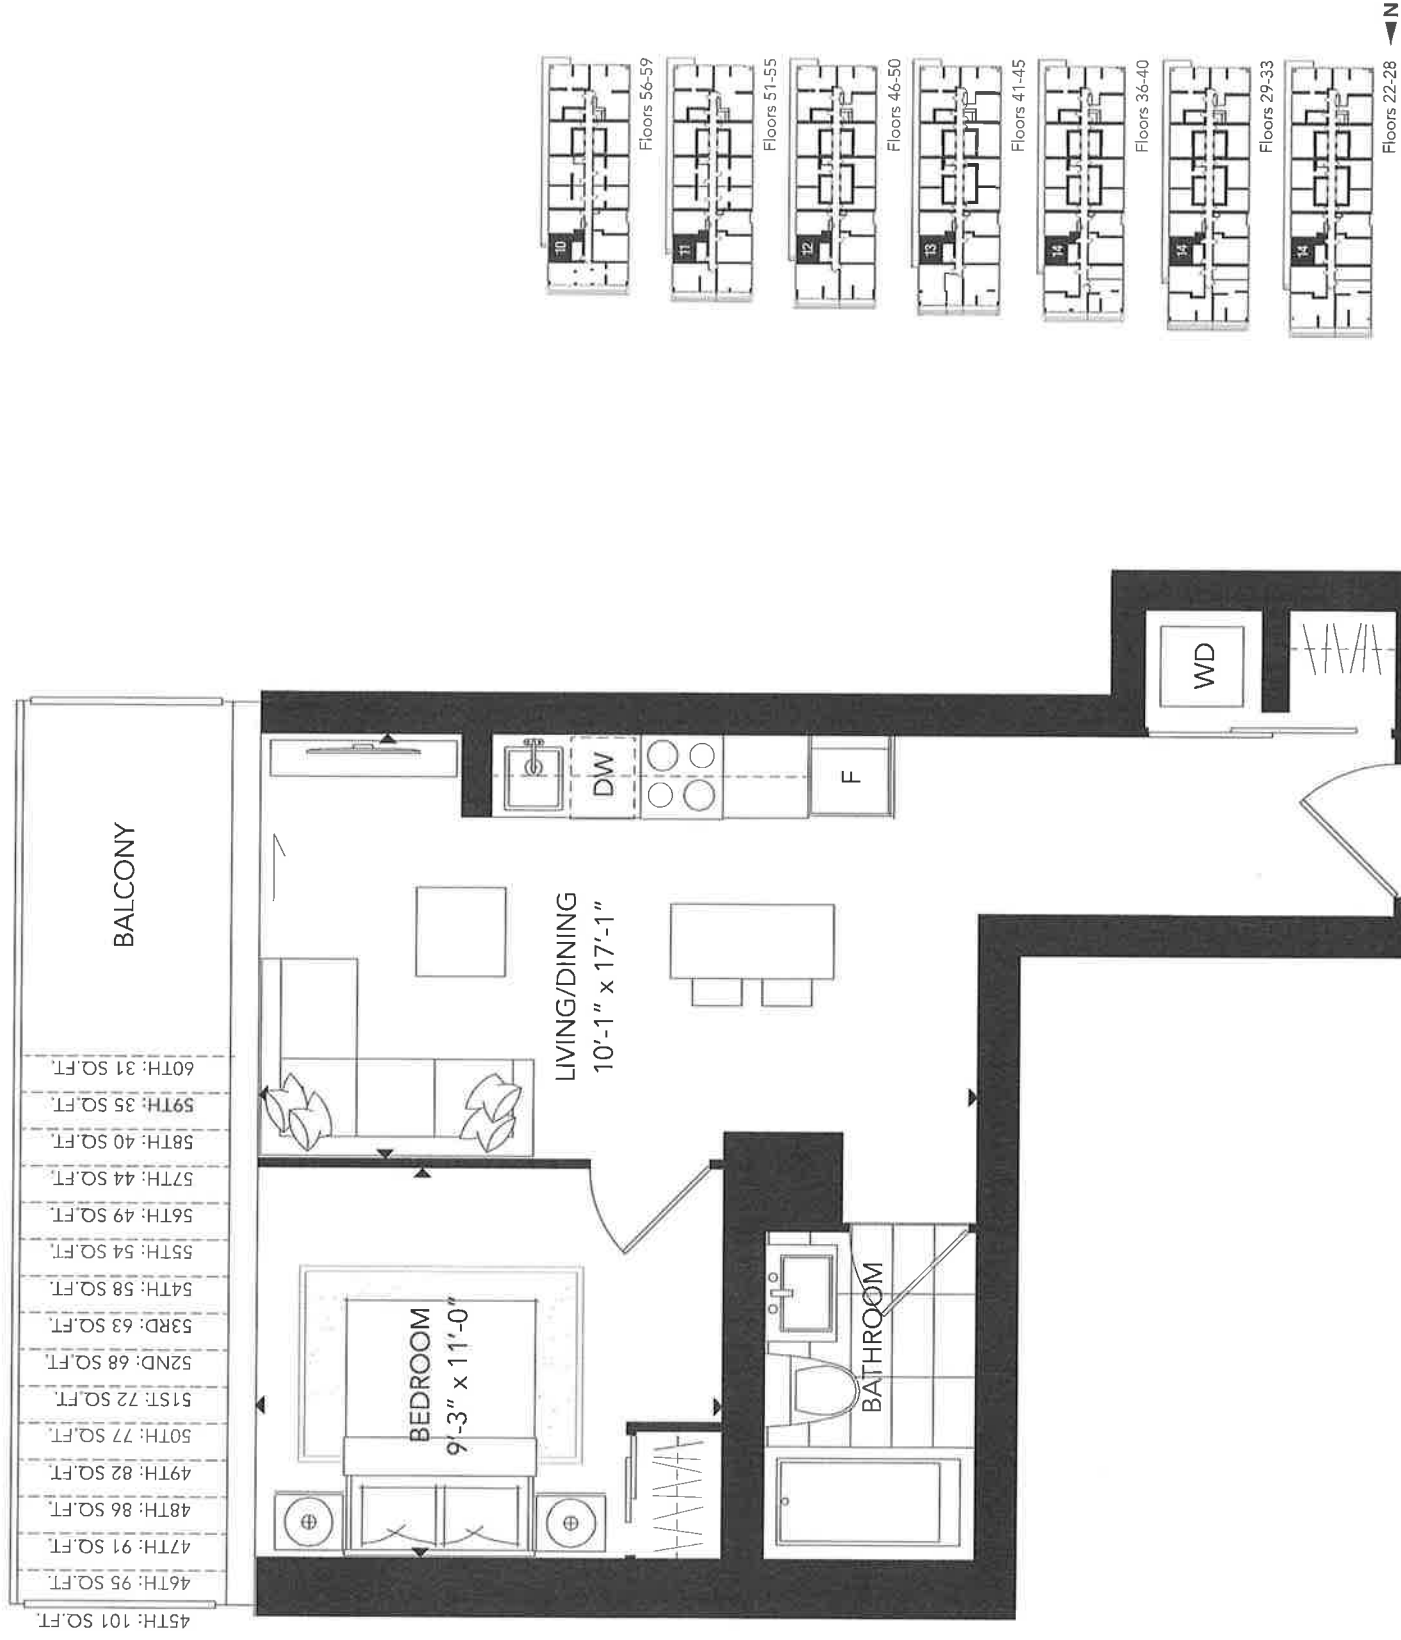 N
Floors 56-59
Floors 51-55
Floors 46-50
Floors 41-45
Floors 36-40
Floors 29-33
Floors 22-28
10
11
12
13
14
14
14
BALCONY
60TH: 31 SQ.FT.
59TH: 35 SQ.FT.
58TH: 40 SQ.FT.
57TH: 44 SQ.FT.
56TH: 49 SQ.FT.
55TH: 54 SQ.FT.
54TH: 58 SQ.FT.
53RD: 63 SQ.FT.
52ND: 68 SQ.FT.
51ST: 72 SQ.FT.
50TH: 77 SQ.FT.
49TH: 82 SQ.FT.
48TH: 86 SQ.FT.
47TH: 91 SQ.FT.
46TH: 95 SQ.FT.
45TH: 101 SQ.FT.
WD
DW
F
LIVING/DINING
10'-1" x 17'-1"
BEDROOM
9'-3" x 11'-0"
BATHROOM